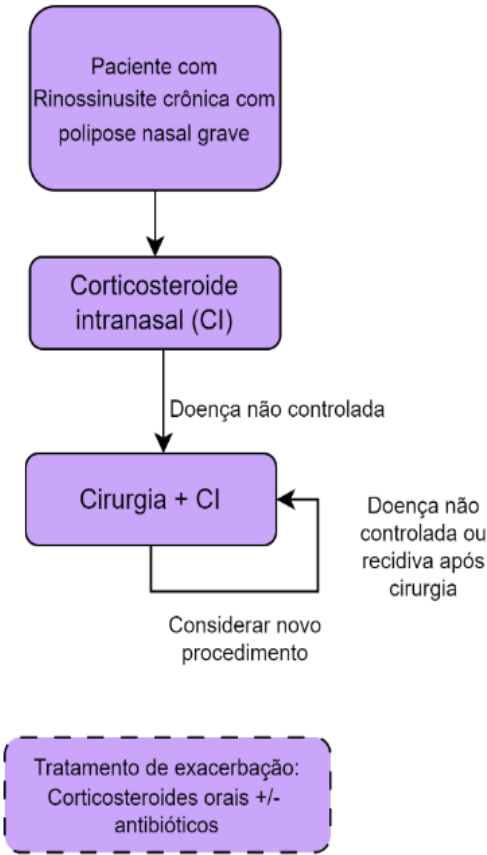 Paciente com
Rinossinusite crônica com
polipose nasal grave
Corticosteroide
intranasal (CI)
Doença não controlada
Cirurgia + CI
Doença não
controlada ou
recidiva após
cirurgia
Considerar novo
procedimento
Tratamento de exacerbação:
Corticosteroides orais +/-
antibióticos